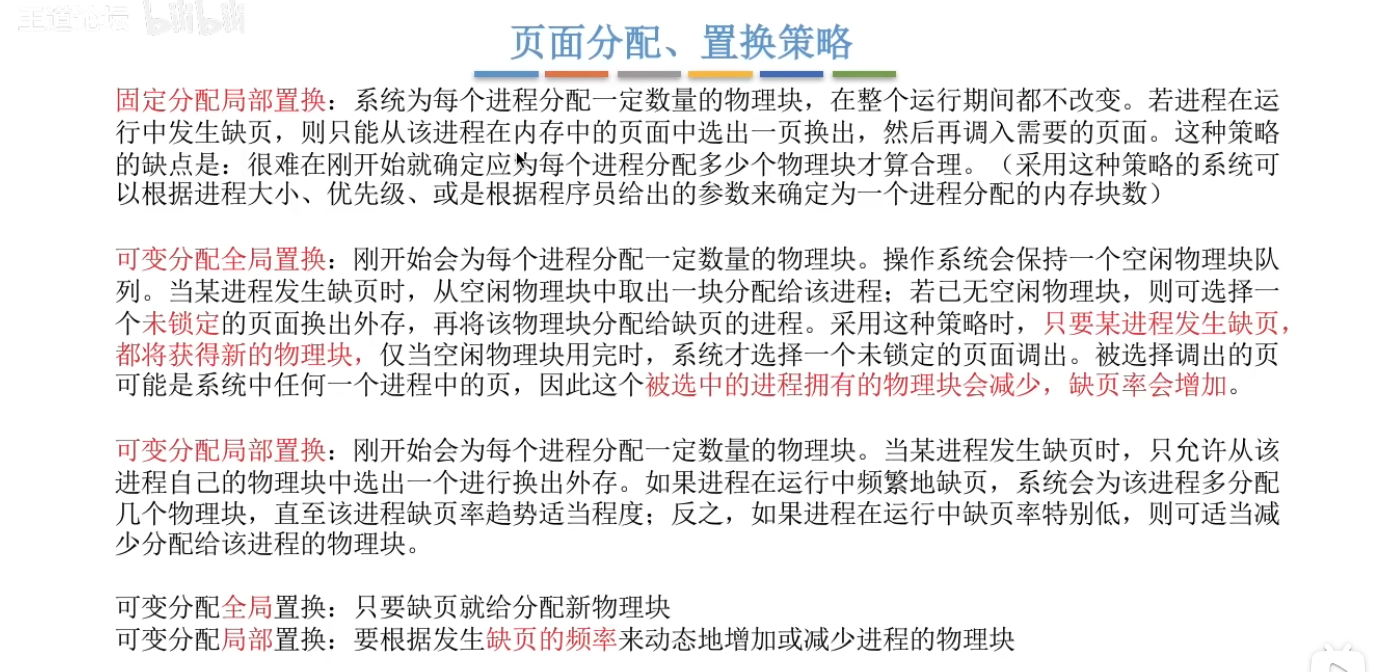 王道论坛 bilibili
页面分配、置换策略
固定分配局部置换：系统为每个进程分配一定数量的物理块，在整个运行期间都不改变。若进程在运
行中发生缺页，则只能从该进程在内存中的页面中选出一页换出，然后再调入需要的页面。这种策略
的缺点是：很难在刚开始就确定应为每个进程分配多少个物理块才算合理。（采用这种策略的系统可
以根据进程大小、优先级、或是根据程序员给出的参数来确定为一个进程分配的内存块数）
可变分配全局置换：刚开始会为每个进程分配一定数量的物理块。操作系统会保持一个空闲物理块队
列。当某进程发生缺页时，从空闲物理块中取出一块分配给该进程；若已无空闲物理块，则可选择一
个未锁定的页面换出外存，再将该物理块分配给缺页的进程。采用这种策略时，只要某进程发生缺页，
都将获得新的物理块，仅当空闲物理块用完时，系统才选择一个未锁定的页面调出。被选择调出的页
可能是系统中任何一个进程中的页，因此这个被选中的进程拥有的物理块会减少，缺页率会增加。
可变分配局部置换：刚开始会为每个进程分配一定数量的物理块。当某进程发生缺页时，只允许从该
进程自己的物理块中选出一个进行换出外存。如果进程在运行中频繁地缺页，系统会为该进程多分配
几个物理块，直至该进程缺页率趋势适当程度；反之，如果进程在运行中缺页率特别低，则可适当减
少分配给该进程的物理块。
可变分配全局置换：只要缺页就给分配新物理块
可变分配局部置换：要根据发生缺页的频率来动态地增加或减少进程的物理块